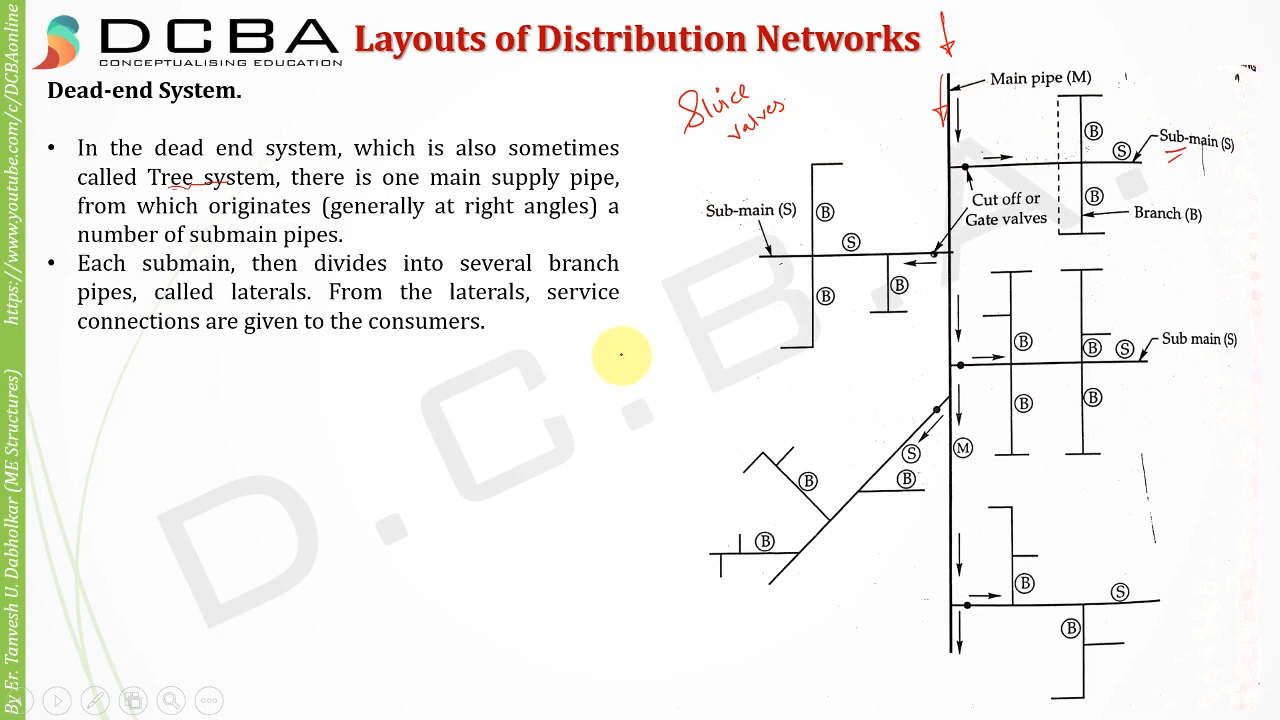 DCBA
CONCEPTUALISING EDUCATION
Layouts of Distribution Networks
Dead-end System.
• In the dead end system, which is also sometimes
called Tree system, there is one main supply pipe,
from which originates (generally at right angles) a
number of submain pipes.
• Each submain, then divides into several branch
pipes, called laterals. From the laterals, service
connections are given to the consumers.
Sluice
valves
Main pipe (M)
B
S
Sub-main (S)
Cut off or
Gate valves
B
Branch (B)
Sub-main (S)
B
S
B
B
B
B
S
Sub main (S)
B
B
M
S
B
B
B
B
S
B
D.C.B.A.
By Er. Tanvesh U. Dabholkar (ME Structures) https://www.youtube.com/c/DCBAonline